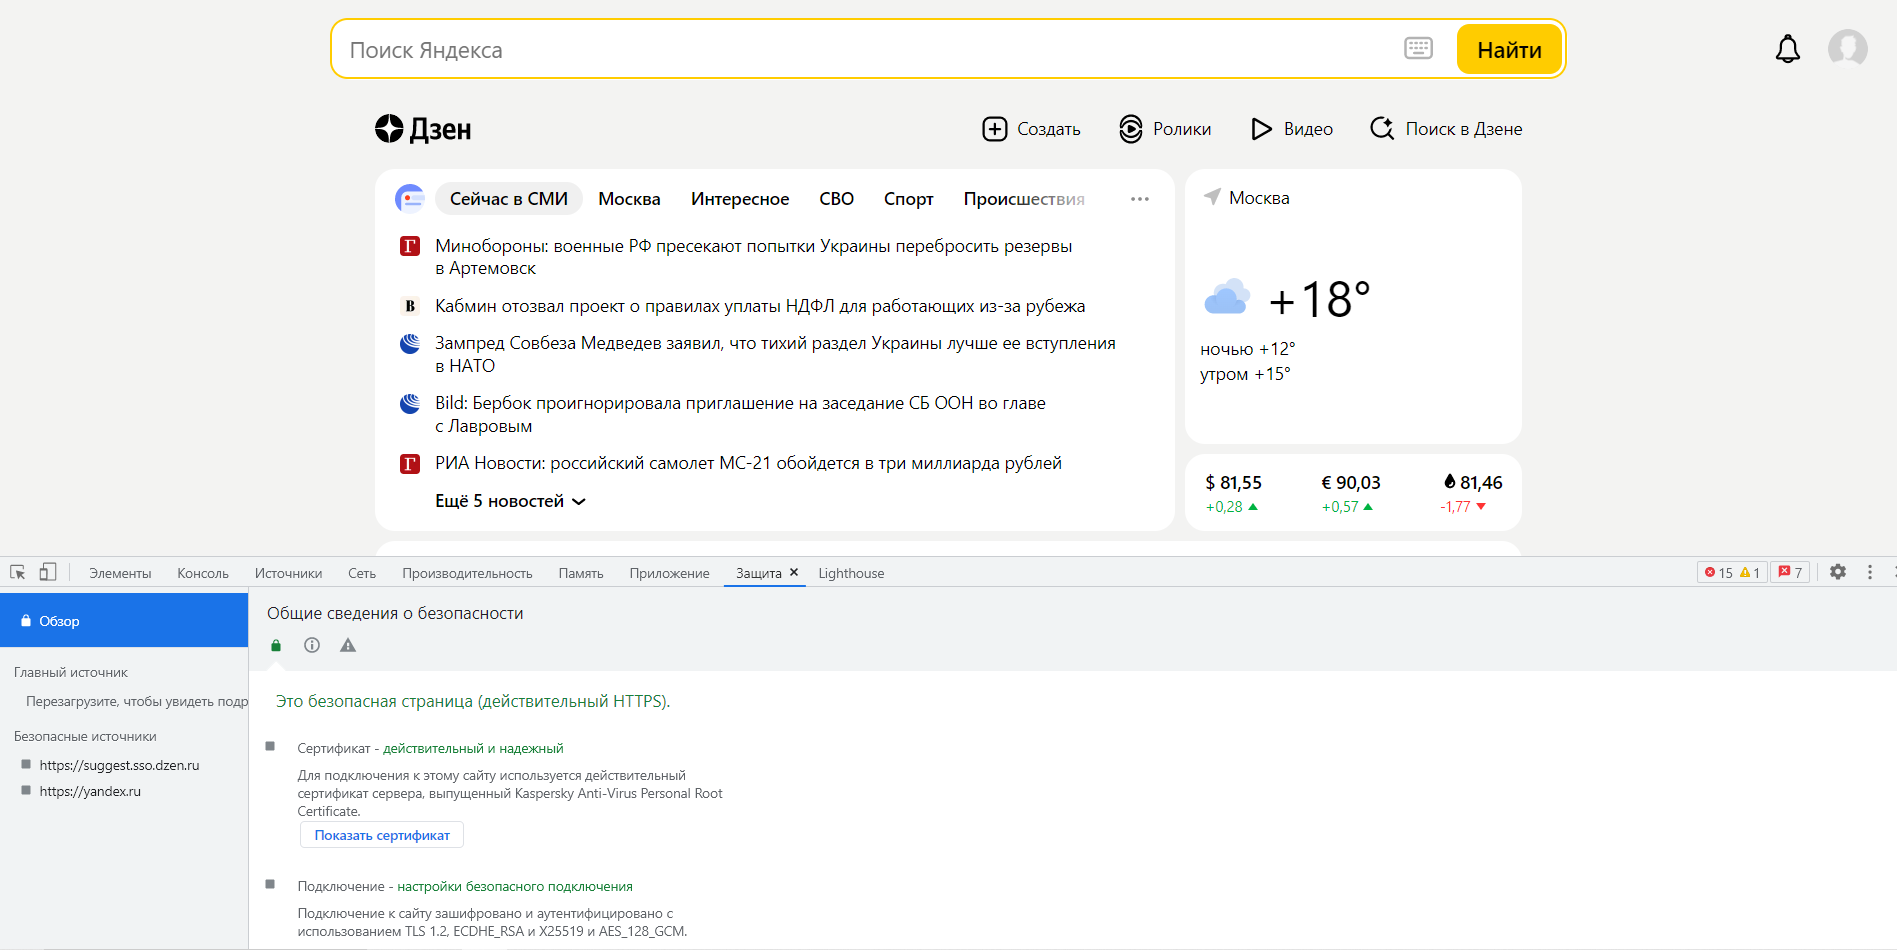 Поиск Яндекса
Найти
Дзен
Создать Ролики Видео Поиск в Дзене
Сейчас в СМИ Москва Интересное СВО Спорт Происшествия
Минобороны: военные РФ пресекают попытки Украины перебросить резервы
в Артемовск
Кабмин отозвал проект о правилах уплаты НДФЛ для работающих из-за рубежа
Зампред Совбеза Медведев заявил, что тихий раздел Украины лучше ее вступления
в НАТО
Bild: Бербок проигнорировала приглашение на заседание СБ ООН во главе
с Лавровым
РИА Новости: российский самолет МС-21 обойдется в три миллиарда рублей
Ещё 5 новостей
Москва
+18°
ночью +12°
утром +15°
$ 81,55 € 90,03 81,46
+0,28 +0,57 -1,77
Элементы Консоль Источники Сеть Производительность Память Приложение Защита Lighthouse 15 1 7
Обзор
Главный источник
Перезагрузите, чтобы увидеть подр
Безопасные источники
https://suggest.sso.dzen.ru
https://yandex.ru
Общие сведения о безопасности
Это безопасная страница (действительный HTTPS).
Сертификат - действительный и надежный
Для подключения к этому сайту используется действительный
сертификат сервера, выпущенный Kaspersky Anti-Virus Personal Root
Certificate.
Показать сертификат
Подключение - настройки безопасного подключения
Подключение к сайту зашифровано и аутентифицировано с
использованием TLS 1.2, ECDHE_RSA и X25519 и AES_128_GCM.